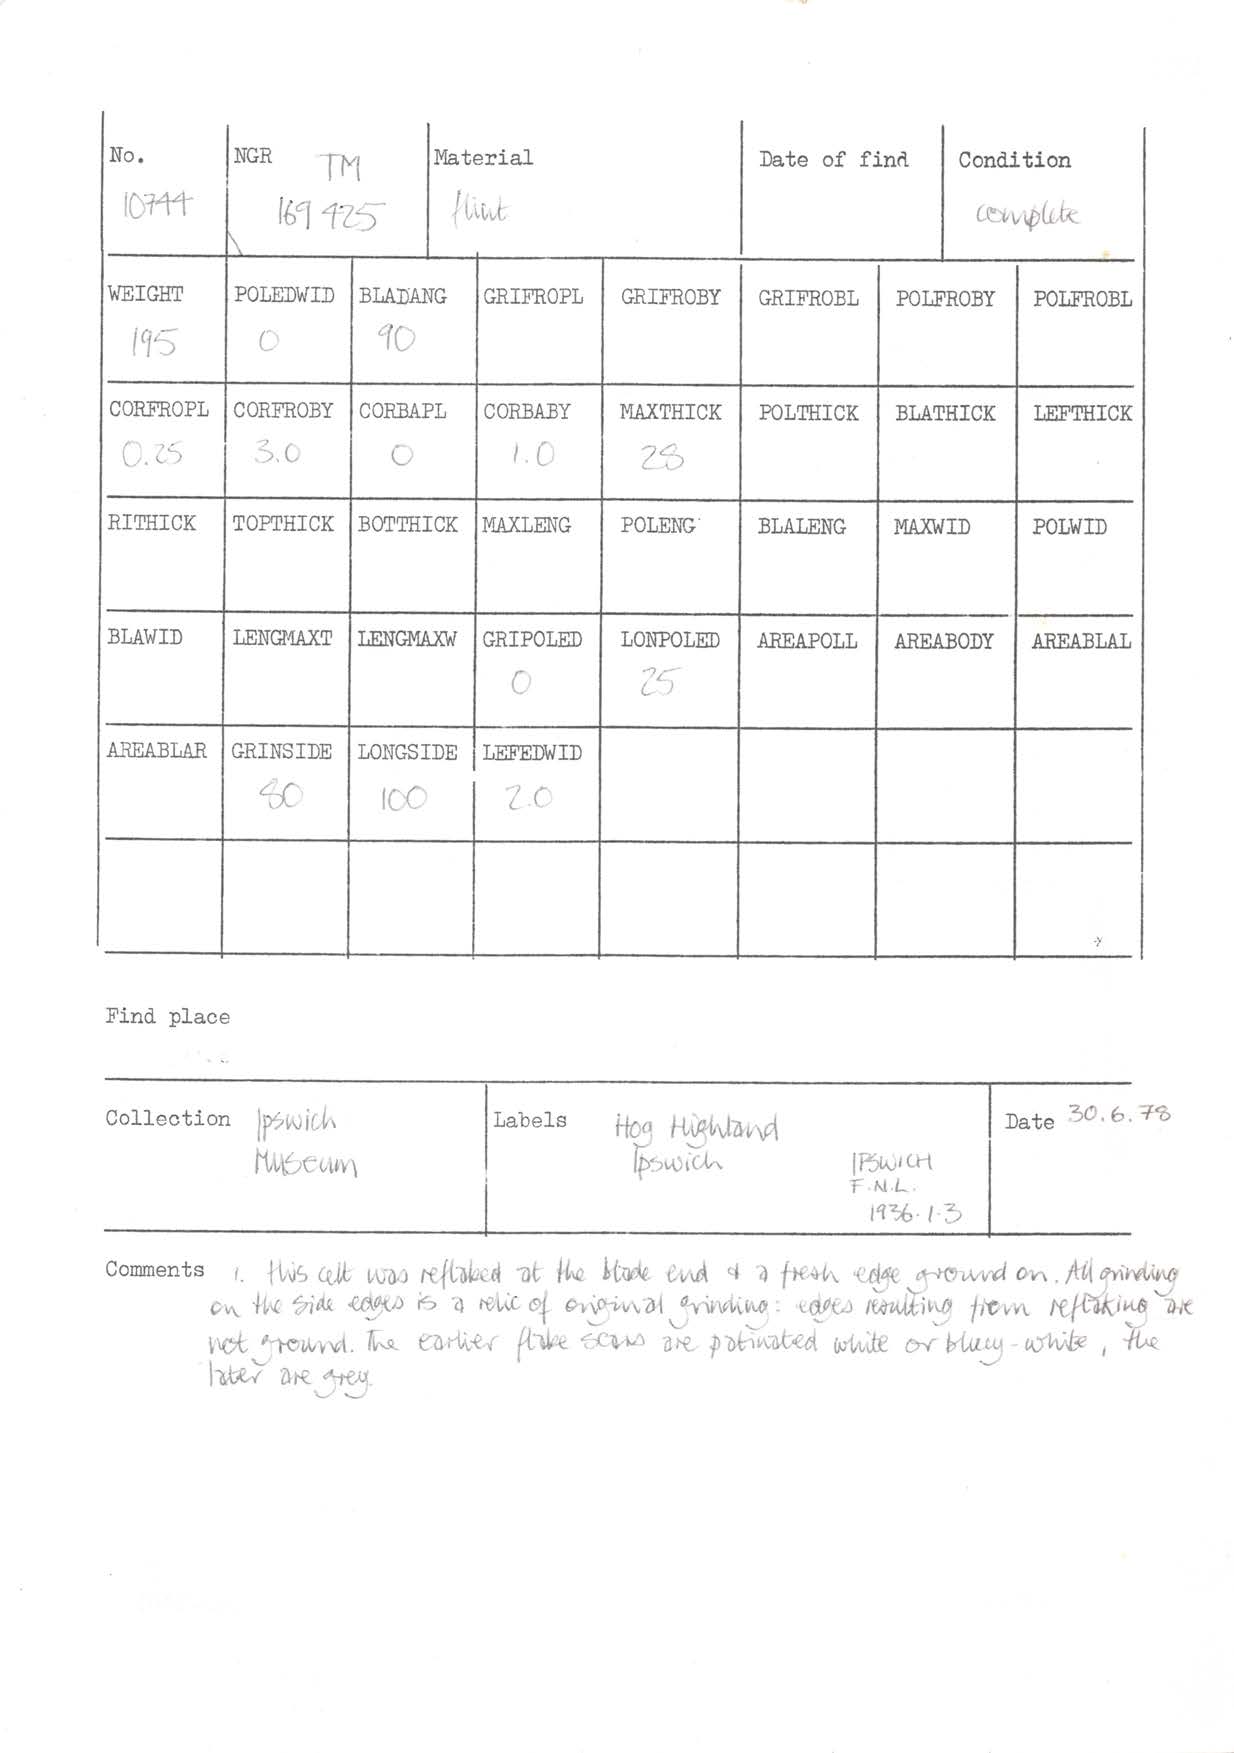 No. NGR TM Material Date of find Condition
10744 169 425 flint complete
WEIGHT POLEDWID BLADANG GRIFROPL GRIFROBY GRIFROBL POLFROBY POLFROBL
195 0 90
CORFROPL CORFROBY CORBAPL CORBABY MAXTHICK POLTHICK BLATHICK LEFTHICK
0.25 3.0 0 1.0 28
RITHICK TOPTHICK BOTTHICK MAXLENG POLENG BLALENG MAXWID POLWID
BLAWID LENGMAXT LENGMAXW GRIPOLED LONPOLED AREAPOLL AREABODY AREABLAL
0 25
AREABLAR GRINSIDE LONGSIDE LEFEDWID
80 100 2.0
Find place
Collection Ipswich Labels Hog Highland Date 30.6.78
Museum Ipswich IPSWICH
F.N.L.
1936.1.3
Comments 1. this celt was reflaked at the blade end & a fresh edge ground on. All grinding
on the side edges is a relic of original grinding: edges resulting from reflaking are
not ground. The earlier flake scars are patinated white or bluey-white, the
later are grey.